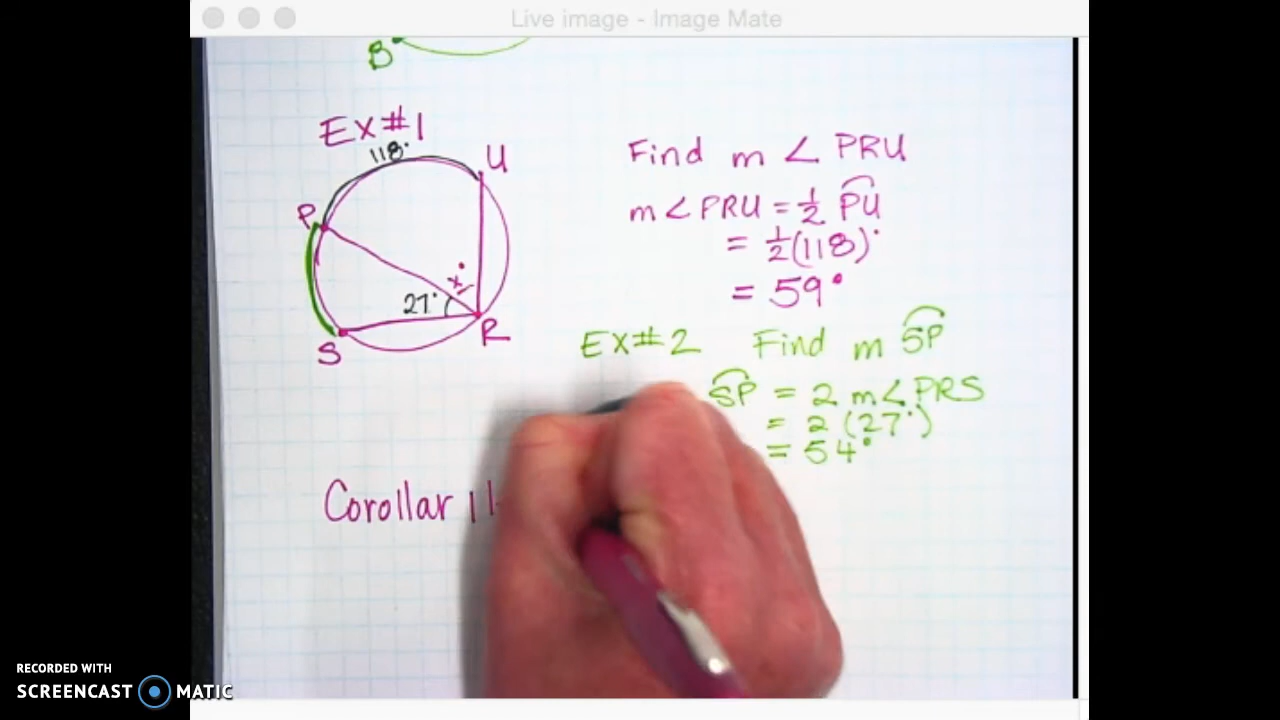 Live image - Image Mate
B
Ex#1
118°
U
P
x°
27°
S
R
Find m ∠ PRU
m ∠ PRU = 1/2 PU
= 1/2(118)°
= 59°
Ex#2 Find m SP
SP = 2 m∠PRS
= 2 (27°)
= 54°
Corollar
RECORDED WITH
SCREENCAST MATIC